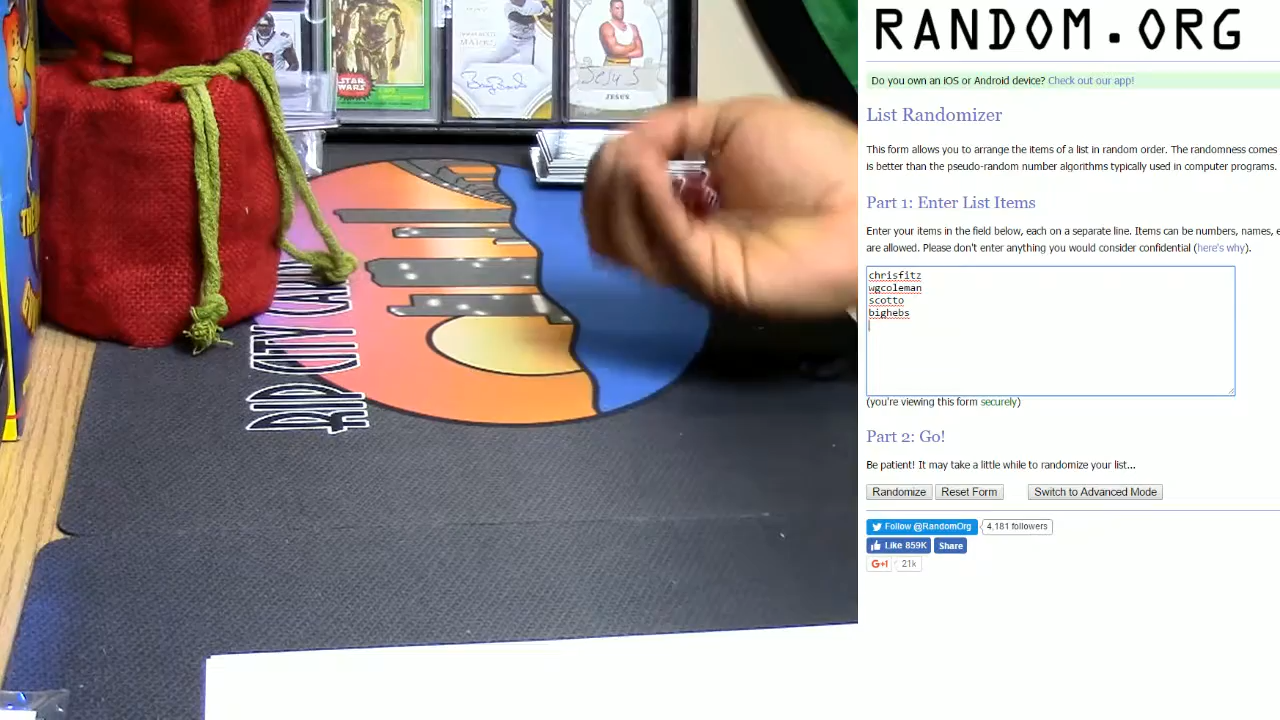 RANDOM.ORG
Do you own an iOS or Android device? Check out our app!
List Randomizer
This form allows you to arrange the items of a list in random order. The randomness comes
is better than the pseudo-random number algorithms typically used in computer programs.
Part 1: Enter List Items
Enter your items in the field below, each on a separate line. Items can be numbers, names, e
are allowed. Please don't enter anything you would consider confidential (here's why).
chrisfitz
wgcoleman
scotto
bighebs
(you're viewing this form securely)
Part 2: Go!
Be patient! It may take a little while to randomize your list...
Randomize Reset Form Switch to Advanced Mode
Follow @RandomOrg 4,181 followers
Like 859K Share
G+1 21k
STAR
WARS
JESUS
RIP CITY CARDS